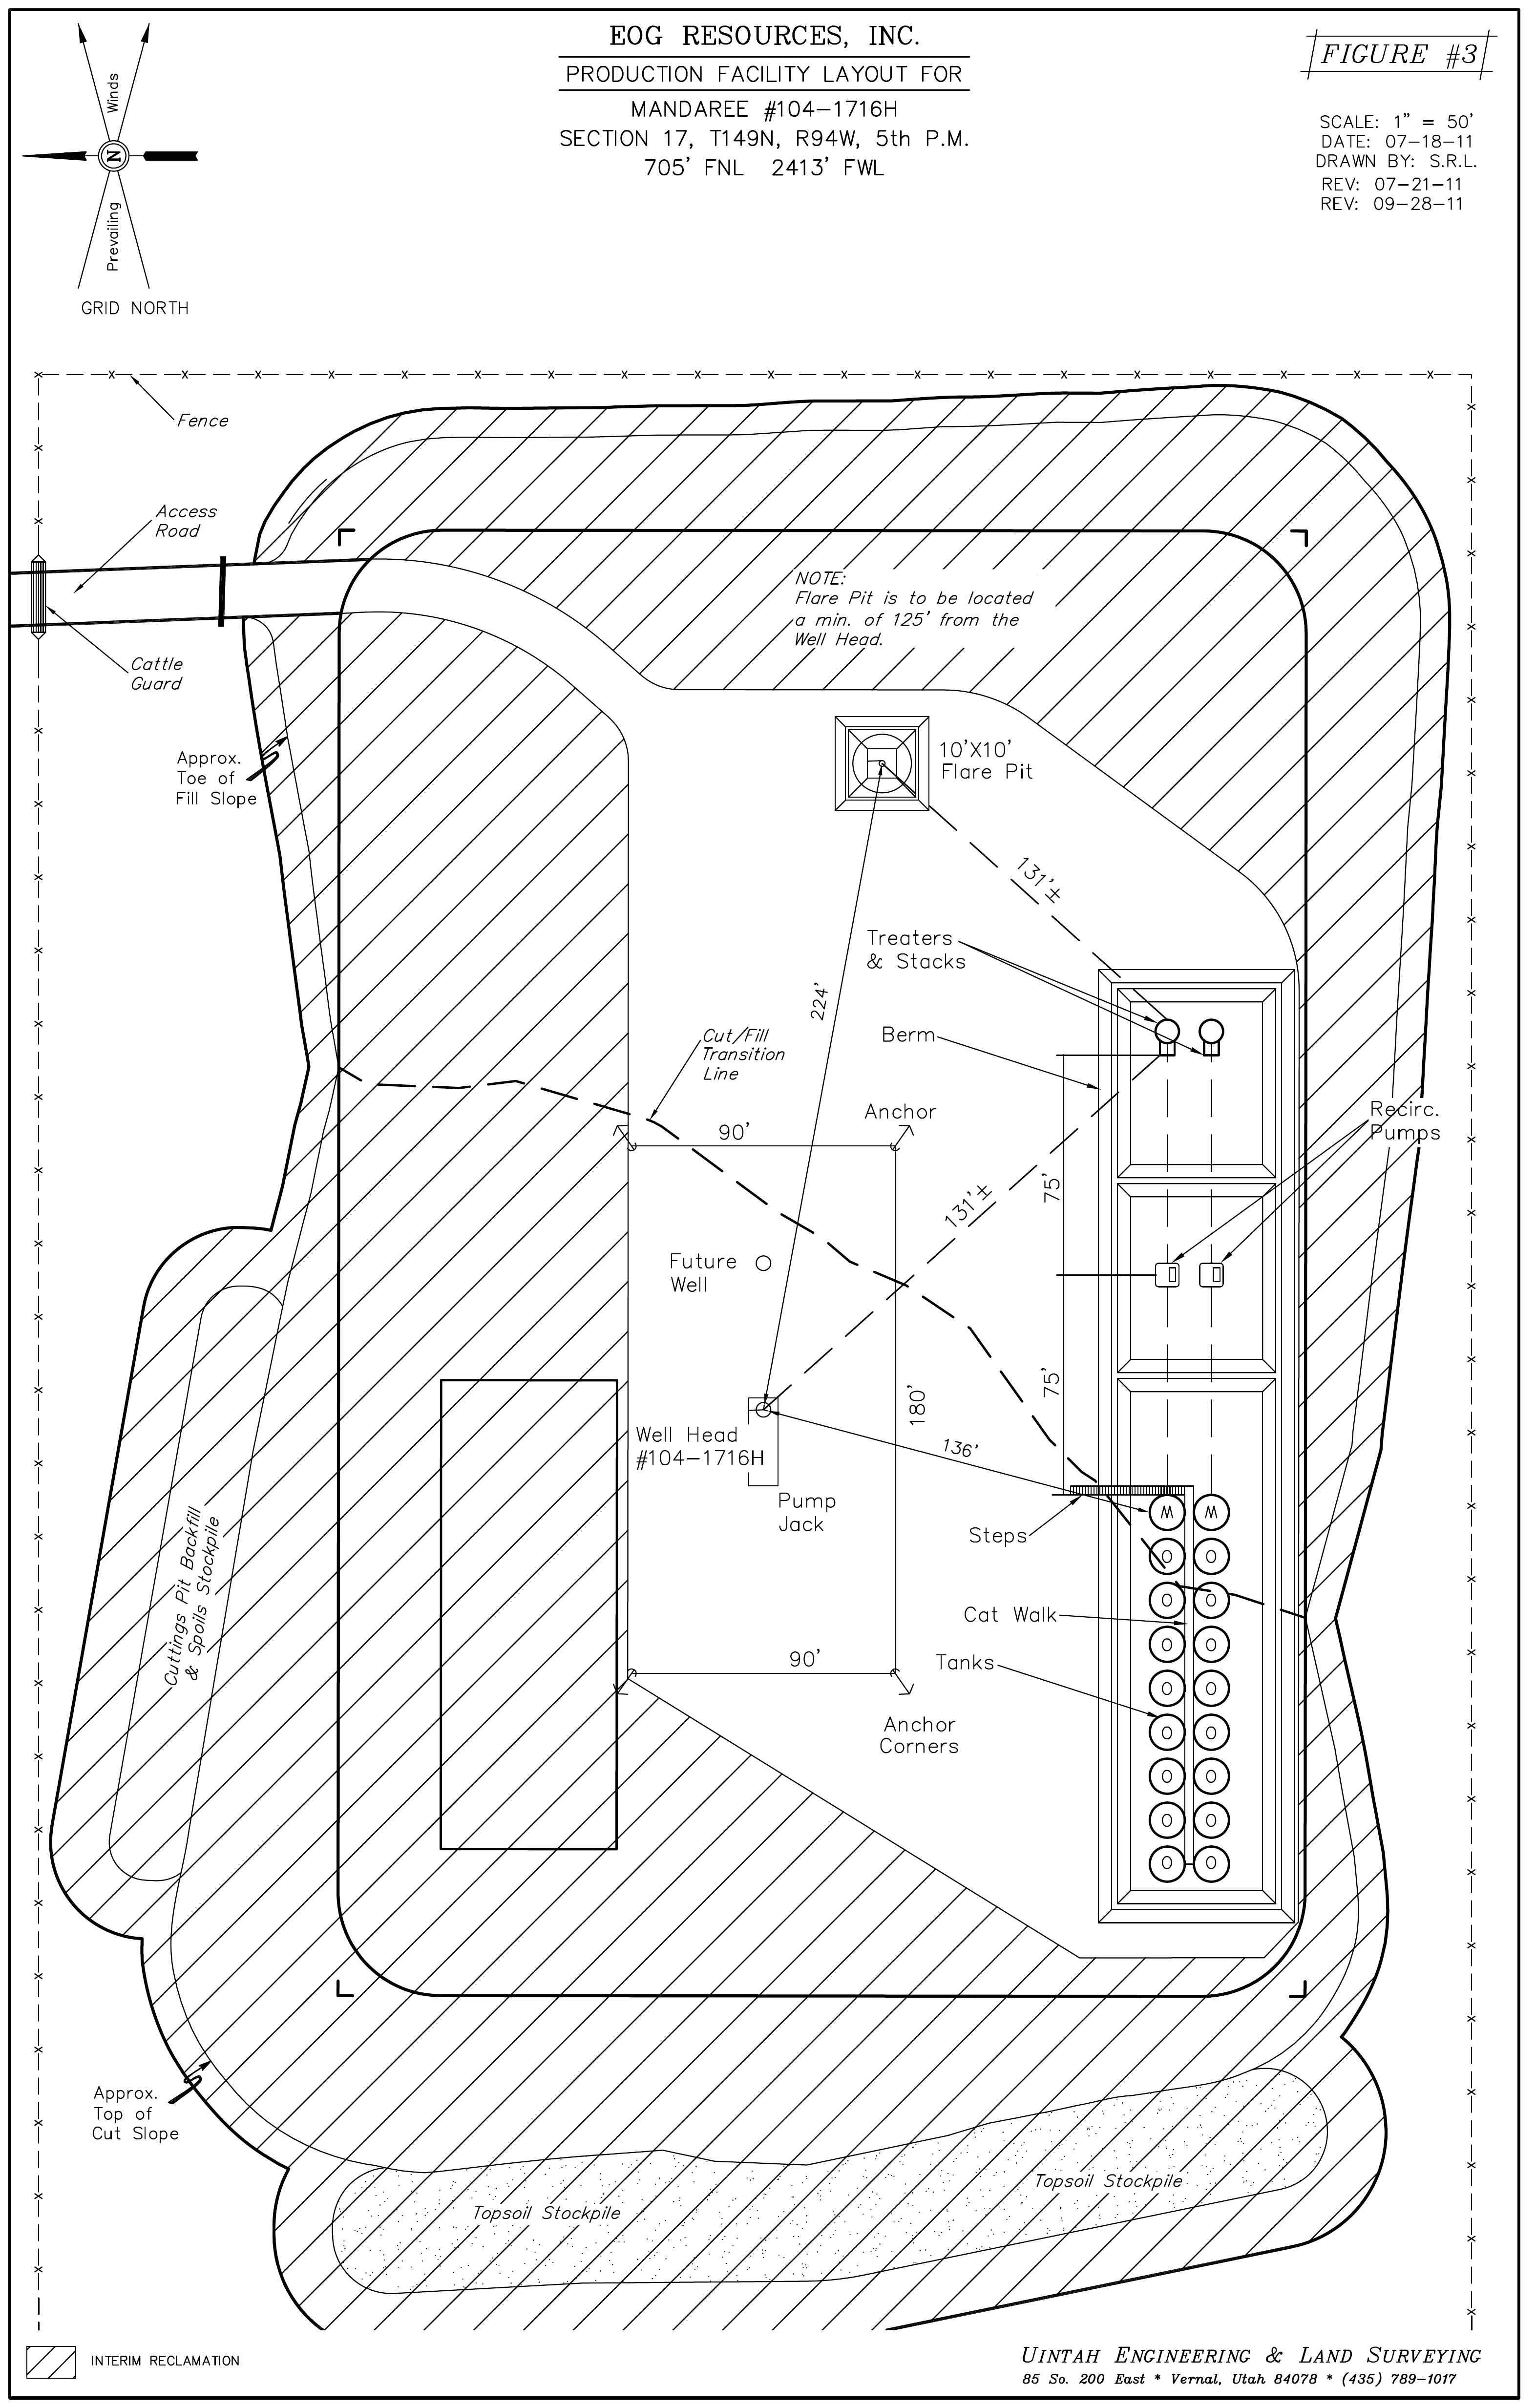 EOG RESOURCES, INC.
PRODUCTION FACILITY LAYOUT FOR
MANDAREE #104-1716H
SECTION 17, T149N, R94W, 5th P.M.
705' FNL 2413' FWL
FIGURE #3
SCALE: 1" = 50'
DATE: 07-18-11
DRAWN BY: S.R.L.
REV: 07-21-11
REV: 09-28-11
Winds
N
Prevailing
GRID NORTH
Fence
Access
Road
Cattle
Guard
NOTE:
Flare Pit is to be located
a min. of 125' from the
Well Head.
Approx.
Toe of
Fill Slope
10'X10'
Flare Pit
131'±
Treaters
& Stacks
224'
Berm
Cut/Fill
Transition
Line
Anchor
90'
Recirc.
Pumps
75'
131'±
Future
Well
75'
180'
Well Head
#104-1716H
136'
Pump
Jack
Steps
M M
O O
O O
O O
O O
O O
O O
O O
O O
Cat Walk
Tanks
90'
Anchor
Corners
Cuttings Pit Backfill
& Spoils Stockpile
Approx.
Top of
Cut Slope
Topsoil Stockpile
Topsoil Stockpile
INTERIM RECLAMATION
UINTAH ENGINEERING & LAND SURVEYING
85 So. 200 East * Vernal, Utah 84078 * (435) 789-1017